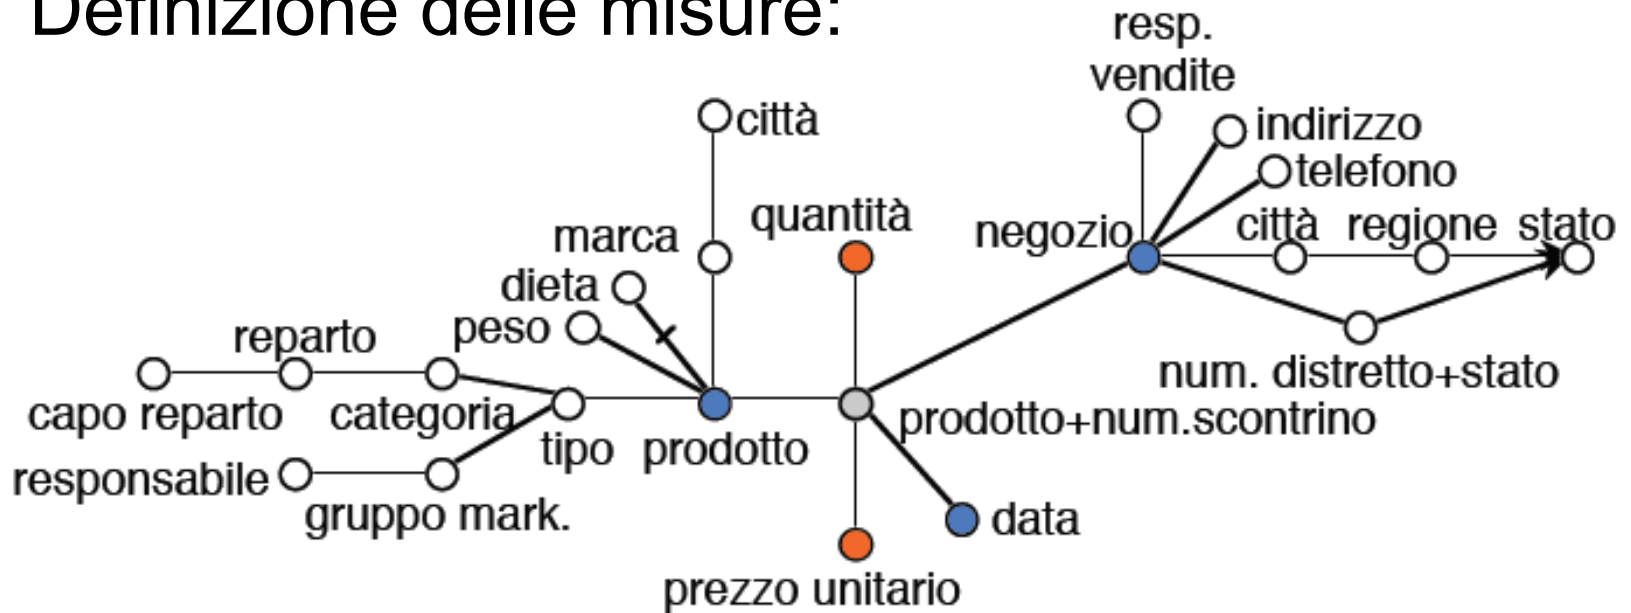 Definizione delle misure:
resp.
vendite
città
indirizzo
telefono
marca
quantità
negozio
città
regione
stato
dieta
peso
reparto
num. distretto+stato
capo reparto
categoria
prodotto+num.scontrino
tipo
prodotto
responsabile
gruppo mark.
data
prezzo unitario